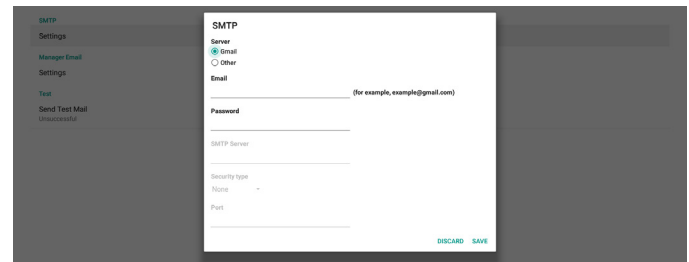 SMTP
Settings
Manager Email
Settings
Test
Send Test Mail
Unsuccessful
SMTP
Server
Gmail
Other
Email
(for example, example@gmail.com)
Password
SMTP Server
Security type
None
Port
DISCARD SAVE